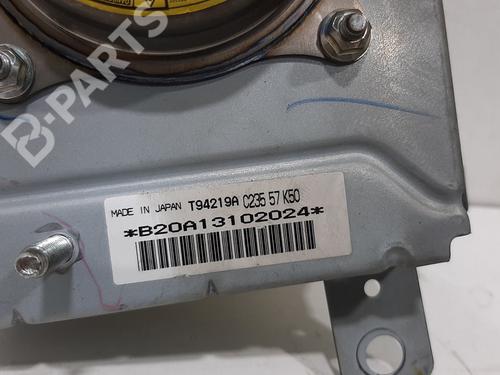 B-PARTS
MADE IN JAPAN T94219A C235 57 K50
*B20A13102024*